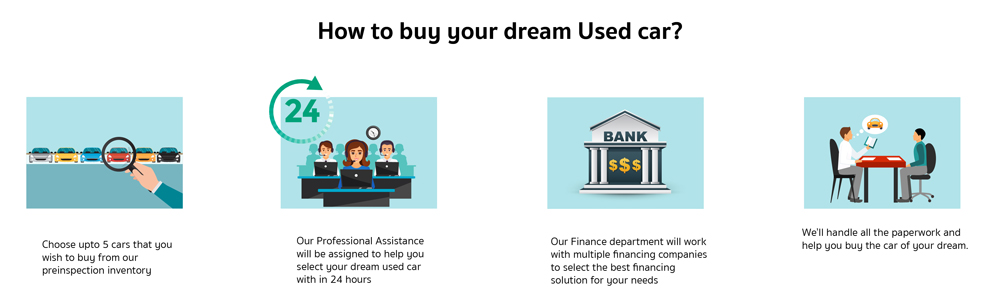 How to buy your dream Used car?
24
BANK
$$$
Choose upto 5 cars that you
wish to buy from our
preinspection inventory
Our Professional Assistance
will be assigned to help you
select your dream used car
with in 24 hours
Our Finance department will work
with multiple financing companies
to select the best financing
solution for your needs
We'll handle all the paperwork and
help you buy the car of your dream.